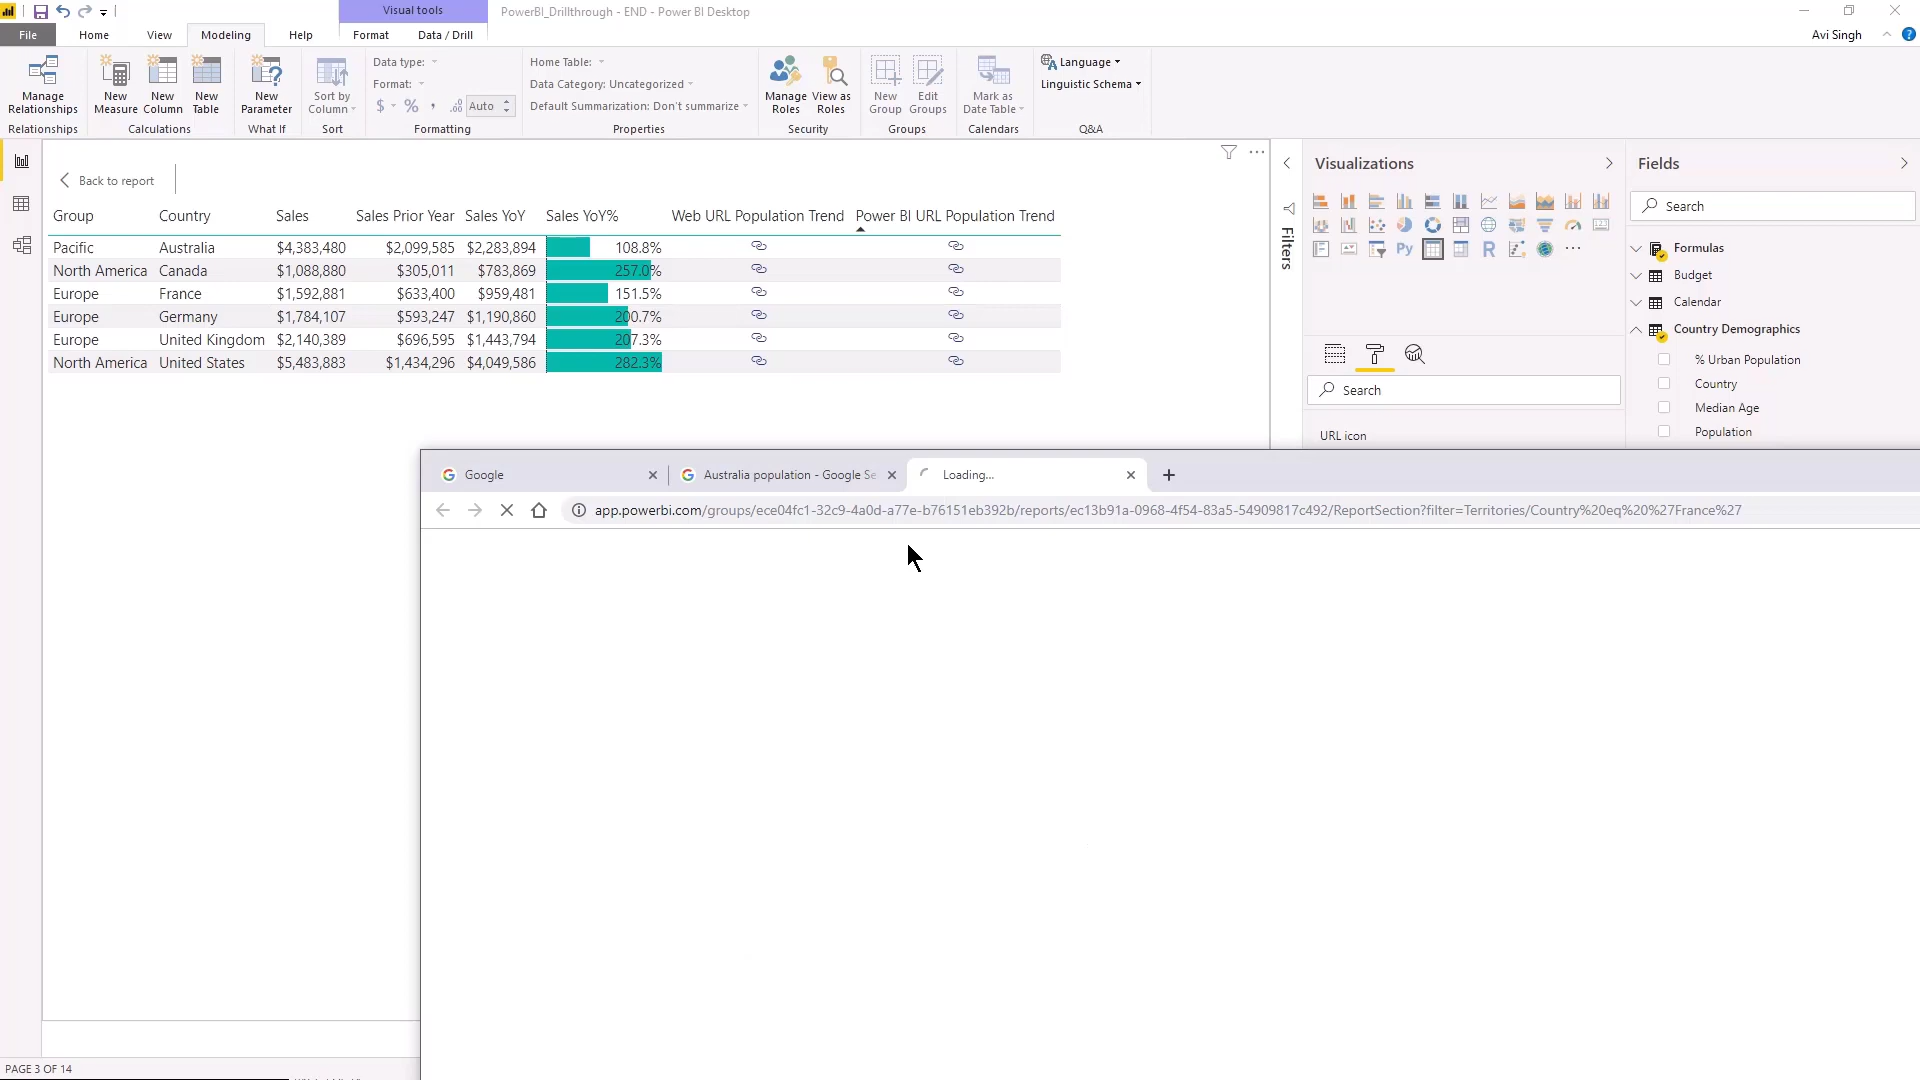 Visual tools
PowerBI_Drillthrough - END - Power BI Desktop
File Home View Modeling Help Format Data / Drill Avi Singh
Manage Relationships
Relationships
New Measure
New Column
New Table
Calculations
New Parameter
What If
Sort by Column
Sort
Data type:
Format:
$ % , Auto
Formatting
Home Table:
Data Category: Uncategorized
Default Summarization: Don't summarize
Properties
Manage Roles
View as Roles
Security
New Group
Edit Groups
Groups
Mark as Date Table
Calendars
Language
Linguistic Schema
Q&A
Back to report
Group Country Sales Sales Prior Year Sales YoY Sales YoY% Web URL Population Trend Power BI URL Population Trend
Pacific Australia $4,383,480 $2,099,585 $2,283,894 108.8%
North America Canada $1,088,880 $305,011 $783,869 257.0%
Europe France $1,592,881 $633,400 $959,481 151.5%
Europe Germany $1,784,107 $593,247 $1,190,860 200.7%
Europe United Kingdom $2,140,389 $696,595 $1,443,794 207.3%
North America United States $5,483,883 $1,434,296 $4,049,586 282.3%
Filters
Visualizations
Py
R
Search
URL icon
Fields
Search
Formulas
Budget
Calendar
Country Demographics
% Urban Population
Country
Median Age
Population
Google
Australia population - Google Se
Loading...
app.powerbi.com/groups/ece04fc1-32c9-4a0d-a77e-b76151eb392b/reports/ec13b91a-0968-4f54-83a5-54909817c492/ReportSection?filter=Territories/Country%20eq%20%27France%27
PAGE 3 OF 14